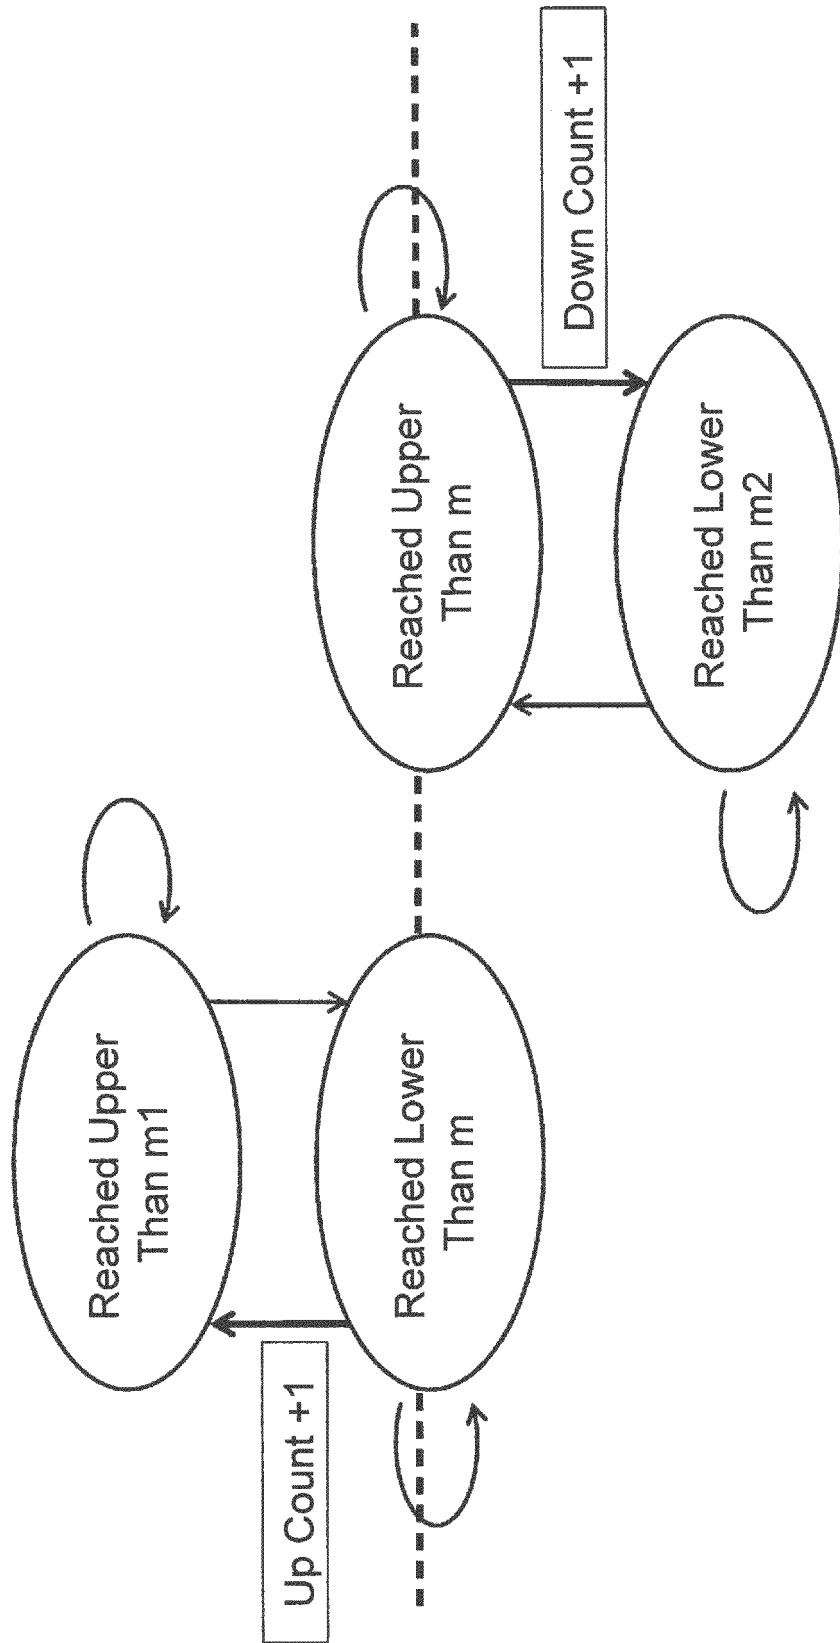 Up Count +1
Reached Upper
Than m1
Reached Lower
Than m
Reached Upper
Than m
Reached Lower
Than m2
Down Count +1